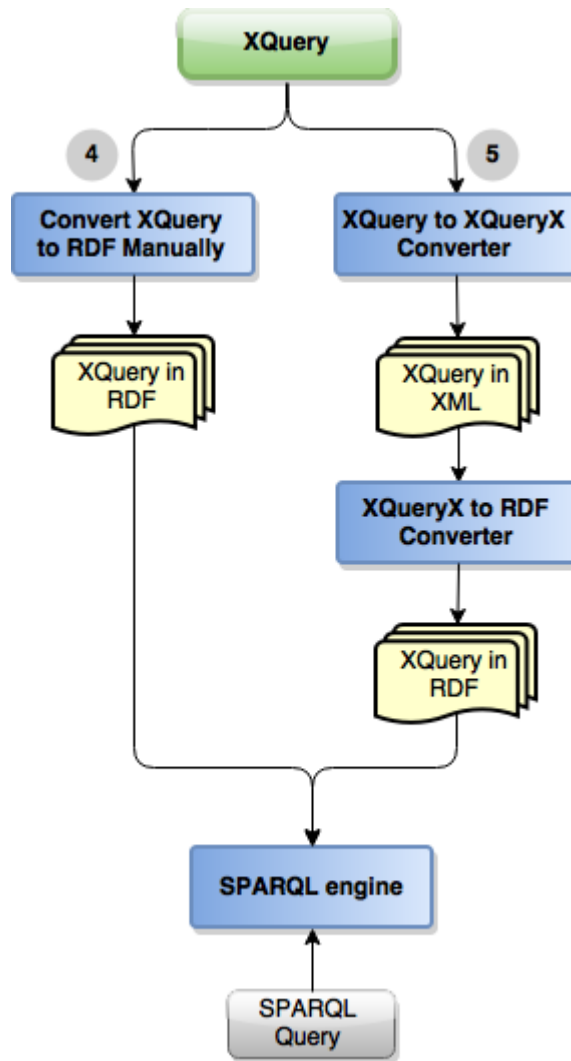 XQuery
4
5
Convert XQuery
to RDF Manually
XQuery to XQueryX
Converter
XQuery in
RDF
XQuery in
XML
XQueryX to RDF
Converter
XQuery in
RDF
SPARQL engine
SPARQL
Query